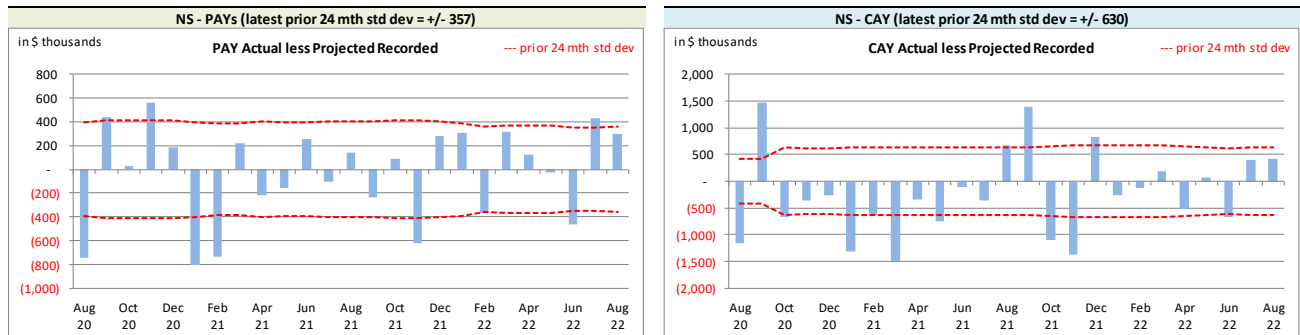 NS - PAYs (latest prior 24 mth std dev = +/- 357)
in $ thousands
PAY Actual less Projected Recorded
--- prior 24 mth std dev
800
600
400
200
-
(200)
(400)
(600)
(800)
(1,000)
Aug Oct Dec Feb Apr Jun Aug Oct Dec Feb Apr Jun Aug
20 20 20 21 21 21 21 21 21 22 22 22 22
NS - CAY (latest prior 24 mth std dev = +/- 630)
in $ thousands
CAY Actual less Projected Recorded
--- prior 24 mth std dev
2,000
1,500
1,000
500
-
(500)
(1,000)
(1,500)
(2,000)
Aug Oct Dec Feb Apr Jun Aug Oct Dec Feb Apr Jun Aug
20 20 20 21 21 21 21 21 21 22 22 22 22